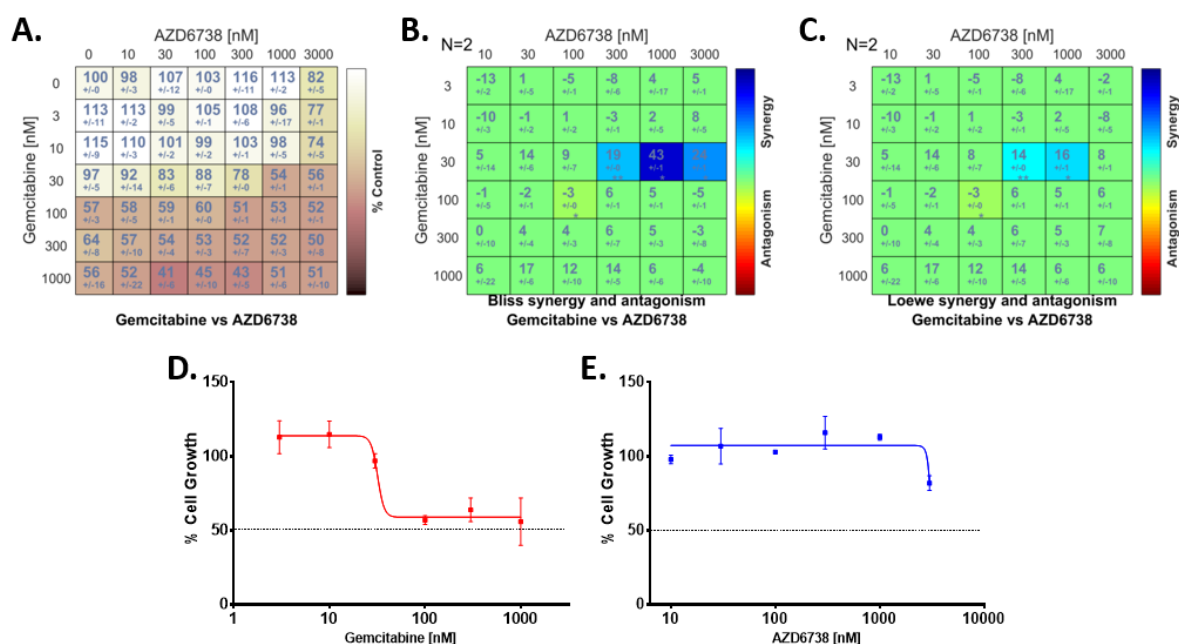 A.
AZD6738 [nM]
0 10 30 100 300 1000 3000
Gemcitabine [nM]
0 100 98 107 103 116 113 82
+/-0 +/-3 +/-12 +/-0 +/-11 +/-2 +/-5
3 113 113 99 105 108 96 77
+/-11 +/-2 +/-5 +/-1 +/-6 +/-17 +/-1
10 115 110 101 99 101 98 74
+/-9 +/-3 +/-2 +/-2 +/-1 +/-5 +/-5
30 97 92 83 88 78 54 56
+/-5 +/-14 +/-6 +/-7 +/-0 +/-1 +/-1
100 57 58 59 60 51 53 52
+/-3 +/-5 +/-1 +/-0 +/-1 +/-1 +/-1
300 64 57 54 53 52 52 50
+/-8 +/-10 +/-4 +/-3 +/-7 +/-3 +/-8
1000 56 52 41 45 43 51 51
+/-16 +/-22 +/-6 +/-10 +/-5 +/-6 +/-10
% Control
Gemcitabine vs AZD6738
B.
N=2
AZD6738 [nM]
10 30 100 300 1000 3000
Gemcitabine [nM]
3 -13 1 -5 -8 4 5
+/-2 +/-5 +/-1 +/-6 +/-17 +/-1
10 -10 -1 1 -3 2 8
+/-3 +/-2 +/-2 +/-1 +/-5 +/-5
30 5 14 9 19 43 24
+/-14 +/-6 +/-7 +/-0 +/-1
** * *
100 -1 -2 -3 6 5 -5
+/-5 +/-1 +/-0 +/-1 +/-1 +/-1
*
300 0 4 4 6 5 -3
+/-10 +/-4 +/-3 +/-7 +/-3 +/-8
1000 6 17 12 14 6 -4
+/-22 +/-6 +/-10 +/-5 +/-6 +/-10
Synergy
Antagonism
Bliss synergy and antagonism
Gemcitabine vs AZD6738
C.
N=2
AZD6738 [nM]
10 30 100 300 1000 3000
Gemcitabine [nM]
3 -13 1 -5 -8 4 -2
+/-2 +/-5 +/-1 +/-6 +/-17 +/-1
10 -10 -1 1 -3 2 1
+/-3 +/-2 +/-2 +/-1 +/-5 +/-5
30 5 14 8 14 16 8
+/-14 +/-6 +/-7 +/-0 +/-1 +/-1
** *
100 -1 -2 -3 6 5 6
+/-5 +/-1 +/-0 +/-1 +/-1 +/-1
*
300 0 4 4 6 5 7
+/-10 +/-4 +/-3 +/-7 +/-3 +/-8
1000 6 17 12 14 6 6
+/-22 +/-6 +/-10 +/-5 +/-6 +/-10
Synergy
Antagonism
Loewe synergy and antagonism
Gemcitabine vs AZD6738
D.
% Cell Growth
150
100
50
0
1 10 100 1000
Gemcitabine [nM]
E.
% Cell Growth
150
100
50
0
10 100 1000 10000
AZD6738 [nM]